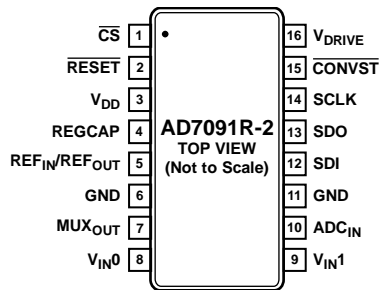 CS 1
RESET 2
VDD 3
REGCAP 4
REFIN/REFOUT 5
GND 6
MUXOUT 7
VIN0 8
AD7091R-2
TOP VIEW
(Not to Scale)
16 VDRIVE
15 CONVST
14 SCLK
13 SDO
12 SDI
11 GND
10 ADCIN
9 VIN1